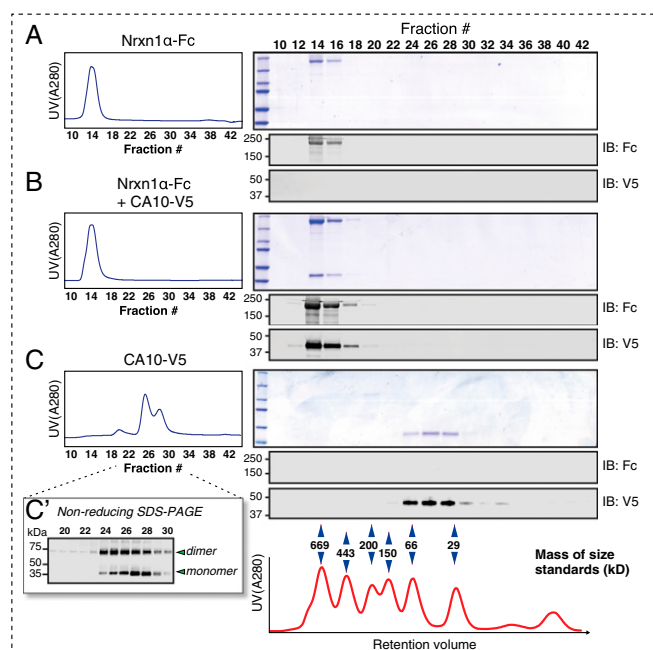 A
Nrxn1α-Fc
UV(A280)
10 14 18 22 26 30 34 38 42
Fraction #
Fraction #
10 12 14 16 18 20 22 24 26 28 30 32 34 36 38 40 42
250
150
IB: Fc
50
37
IB: V5
B
Nrxn1α-Fc
+ CA10-V5
UV(A280)
10 14 18 22 26 30 34 38 42
Fraction #
250
150
IB: Fc
50
37
IB: V5
C
CA10-V5
UV(A280)
10 14 18 22 26 30 34 38 42
Fraction #
250
150
IB: Fc
50
37
IB: V5
C'
Non-reducing SDS-PAGE
kDa 20 22 24 26 28 30
75
50
35
dimer
monomer
669 443 200 150 66 29
Mass of size
standards (kD)
UV(A280)
Retention volume